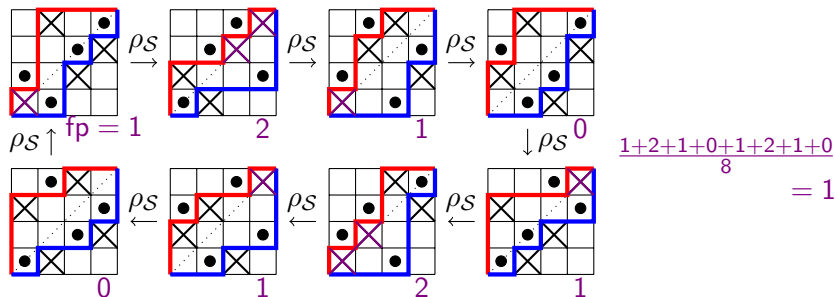 ρ𝒮 → ρ𝒮 → ρ𝒮 →
fp = 1 2 1 0
ρ𝒮 ↑ ↓ ρ𝒮
1+2+1+0+1+2+1+0
8
= 1
ρ𝒮 ← ρ𝒮 ← ρ𝒮 ←
0 1 2 1